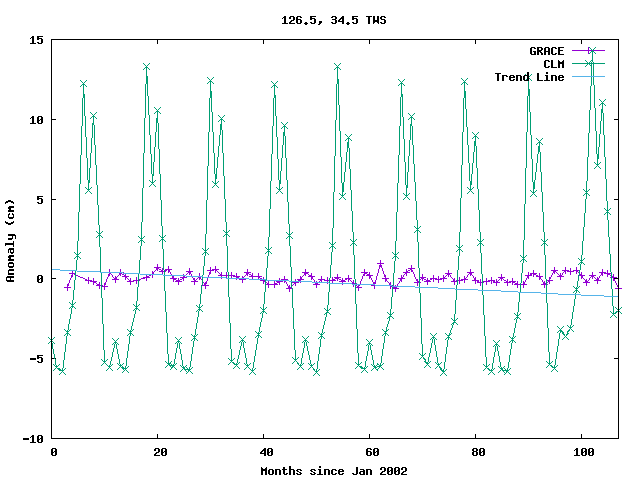 126.5, 34.5 TWS
GRACE
CLM
Trend Line
15
10
5
0
-5
-10
Anomaly (cm)
0 20 40 60 80 100
Months since Jan 2002